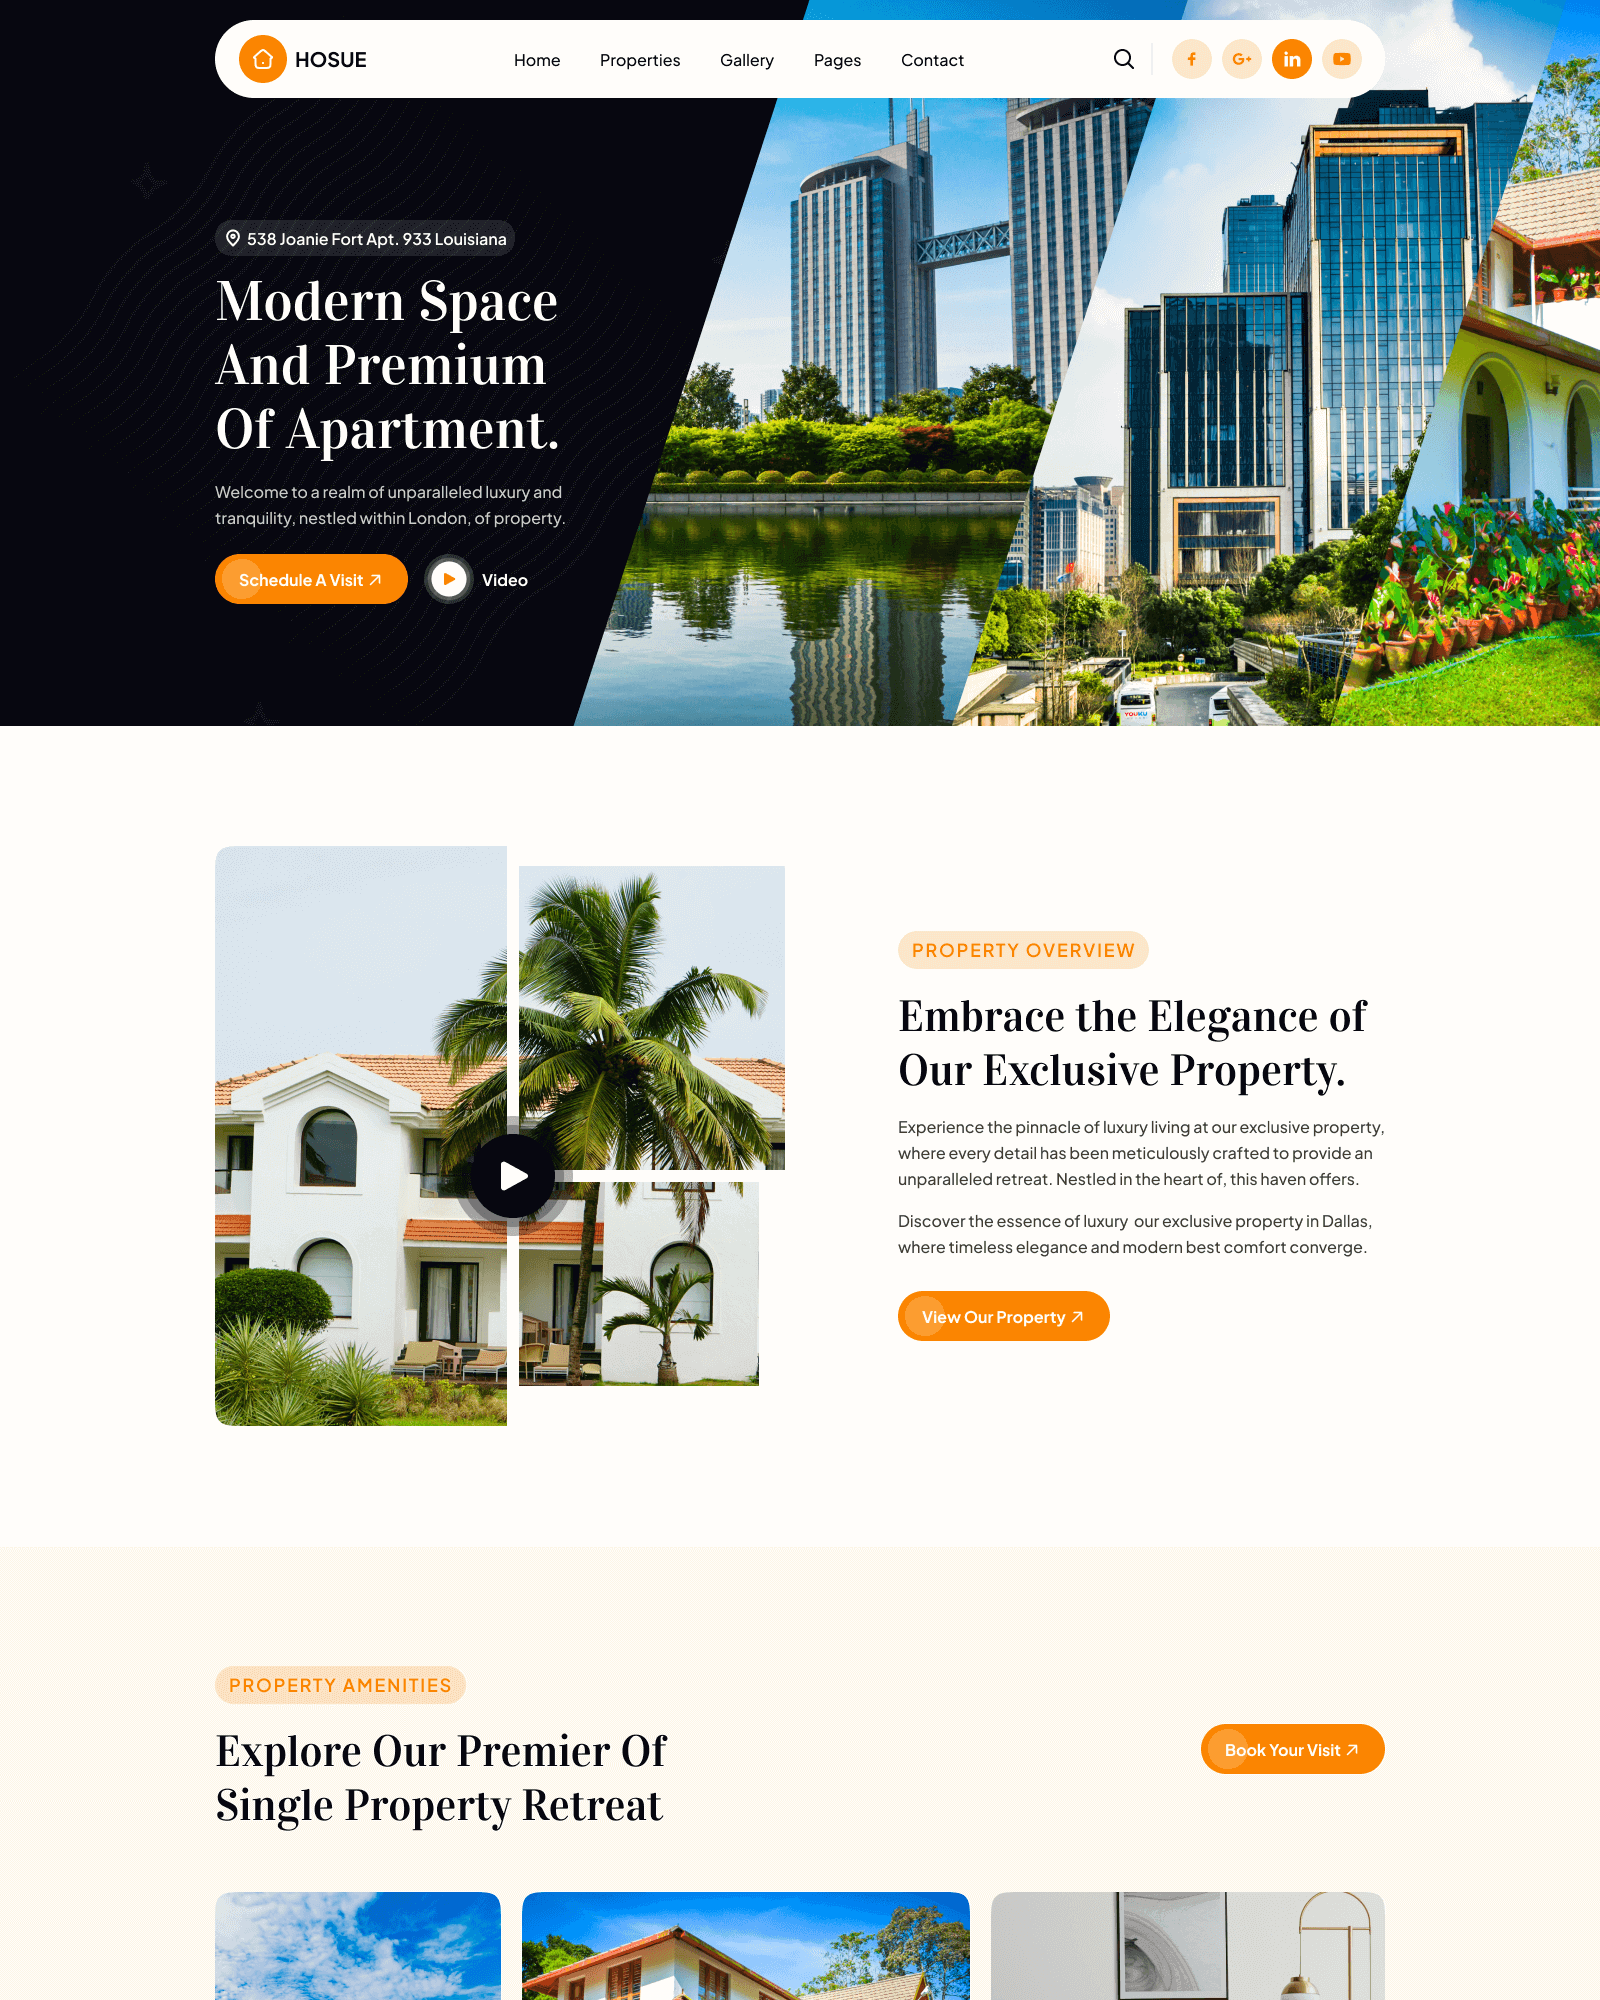 HOSUE
Home Properties Gallery Pages Contact
538 Joanie Fort Apt. 933 Louisiana
Modern Space
And Premium
Of Apartment.
Welcome to a realm of unparalleled luxury and
tranquility, nestled within London, of property.
Schedule A Visit
Video
YOUKU
PROPERTY OVERVIEW
Embrace the Elegance of
Our Exclusive Property.
Experience the pinnacle of luxury living at our exclusive property,
where every detail has been meticulously crafted to provide an
unparalleled retreat. Nestled in the heart of, this haven offers.
Discover the essence of luxury our exclusive property in Dallas,
where timeless elegance and modern best comfort converge.
View Our Property
PROPERTY AMENITIES
Explore Our Premier Of
Single Property Retreat
Book Your Visit